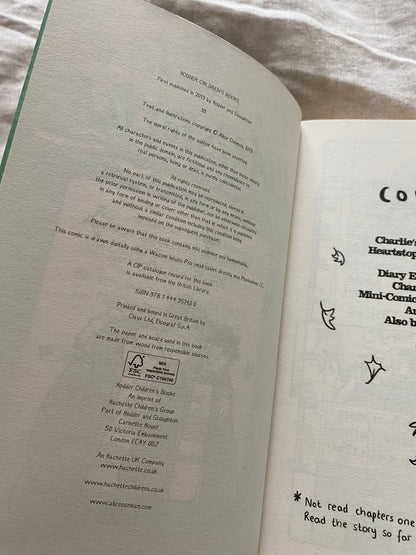 HODDER CHILDREN'S BOOKS
First published in 2019 by Hodder and Stoughton
Text and illustrations copyright © Alice Oseman, 2019
The moral rights of the author have been asserted.
All characters and events in this publication, other than those clearly
in the public domain, are fictitious and any resemblance to
real persons, living or dead, is purely coincidental.
All rights reserved.
No part of this publication may be reproduced, stored in
a retrieval system, or transmitted, in any form or by any means, without
the prior permission in writing of the publisher, nor be otherwise circulated
in any form of binding or cover other than that in which it is published
and without a similar condition including this condition being
imposed on the subsequent purchaser.
Please be aware that this book contains mild violence and homophobia.
This comic is drawn digitally using a Wacom Intuos Pro small tablet directly into Photoshop CC.
A CIP catalogue record for this book
is available from the British Library.
ISBN 978 1 444
Printed and bound in Great Britain by
Clays Ltd, Elcograf S.p.A.
The paper and board used in this book
are made from wood from responsible sources.
FSC
MIX
FSC® C104740
Hodder Children's Books
An imprint of
Hachette Children's Group
Part of Hodder and Stoughton
Carmelite House
50 Victoria Embankment
London EC4Y 0DZ
An Hachette UK Company
www.hachette.co.uk
www.hachettechildrens.co.uk
www.aliceoseman.com
CO
Charlie's
Heartstop
Diary E
Char
Mini-Comic
Au
Also b
* Not read chapters one
Read the story so far